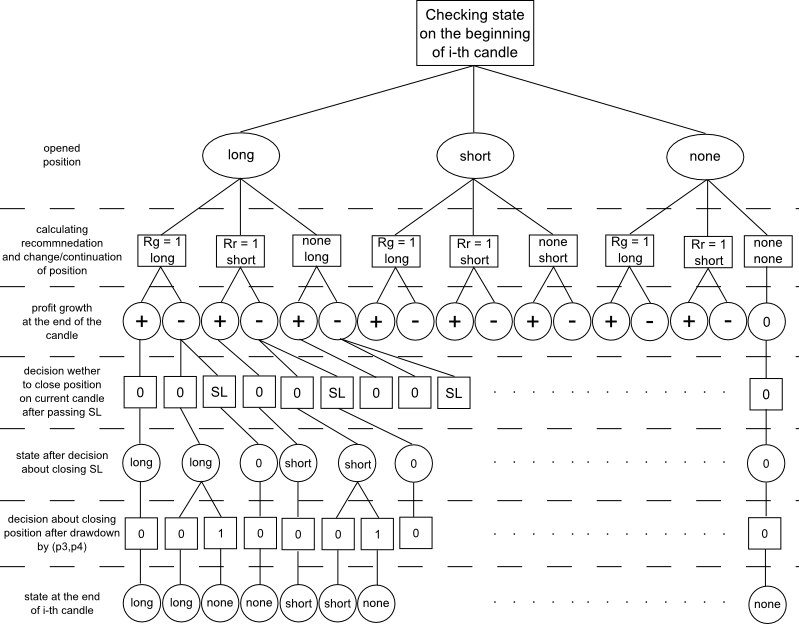 Checking state
on the beginning
of i-th candle
opened
position
long
short
none
calculating
recommnedation
and change/continuation
of position
Rg = 1
long
Rr = 1
short
none
long
Rg = 1
long
Rr = 1
short
none
short
Rg = 1
long
Rr = 1
short
none
none
profit growth
at the end of the
candle
+ - + - + - + - + - + - + - + - 0
decision wether
to close position
on current candle
after passing SL
0 0 SL 0 0 SL 0 0 SL . . . . . . . . . . . . . 0
state after decision
about closing SL
long long 0 short short 0 . . . . . . . . . . . . . 0
decision about closing
position after drawdown
by (p3,p4)
0 0 1 0 0 0 1 0 . . . . . . . . . . . . . 0
state at the end
of i-th candle
long long none none short short none . . . . . . . . . . . . . none